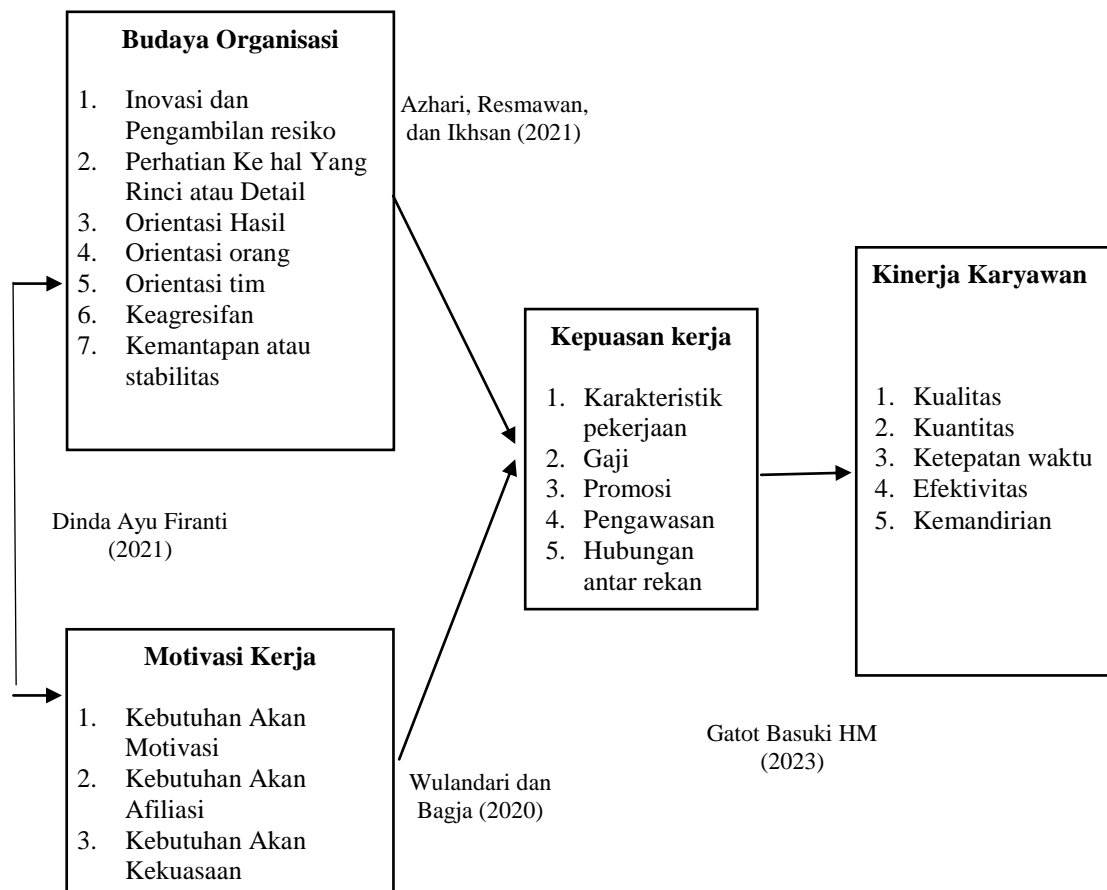 Budaya Organisasi
1. Inovasi dan
Pengambilan resiko
2. Perhatian Ke hal Yang
Rinci atau Detail
3. Orientasi Hasil
4. Orientasi orang
5. Orientasi tim
6. Keagresifan
7. Kemantapan atau
stabilitas
Azhari, Resmawan,
dan Ikhsan (2021)
Dinda Ayu Firanti
(2021)
Motivasi Kerja
1. Kebutuhan Akan
Motivasi
2. Kebutuhan Akan
Afiliasi
3. Kebutuhan Akan
Kekuasaan
Wulandari dan
Bagja (2020)
Kepuasan kerja
1. Karakteristik
pekerjaan
2. Gaji
3. Promosi
4. Pengawasan
5. Hubungan
antar rekan
Kinerja Karyawan
1. Kualitas
2. Kuantitas
3. Ketepatan waktu
4. Efektivitas
5. Kemandirian
Gatot Basuki HM
(2023)